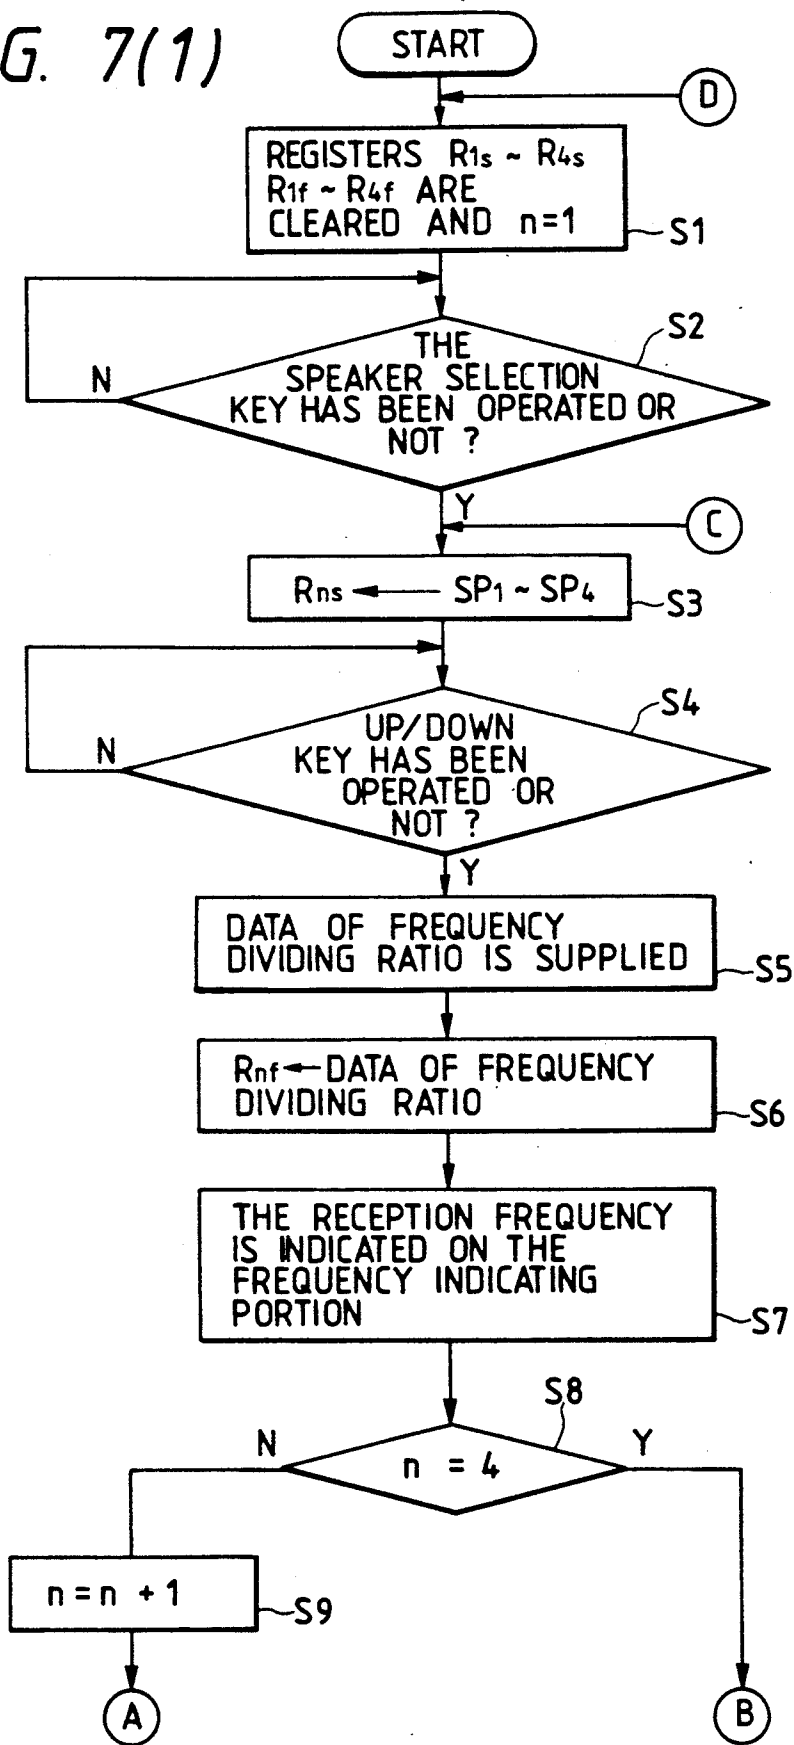 G. 7(1)
START
D
REGISTERS R1s ~ R4s
R1f ~ R4f ARE
CLEARED AND n=1
S1
S2
THE
SPEAKER SELECTION
KEY HAS BEEN OPERATED OR
NOT ?
N
Y
C
Rns ← SP1 ~ SP4
S3
S4
UP/DOWN
KEY HAS BEEN
OPERATED OR
NOT ?
N
Y
DATA OF FREQUENCY
DIVIDING RATIO IS SUPPLIED
S5
Rnf ← DATA OF FREQUENCY
DIVIDING RATIO
S6
THE RECEPTION FREQUENCY
IS INDICATED ON THE
FREQUENCY INDICATING
PORTION
S7
S8
N
n = 4
Y
n = n + 1
S9
A
B